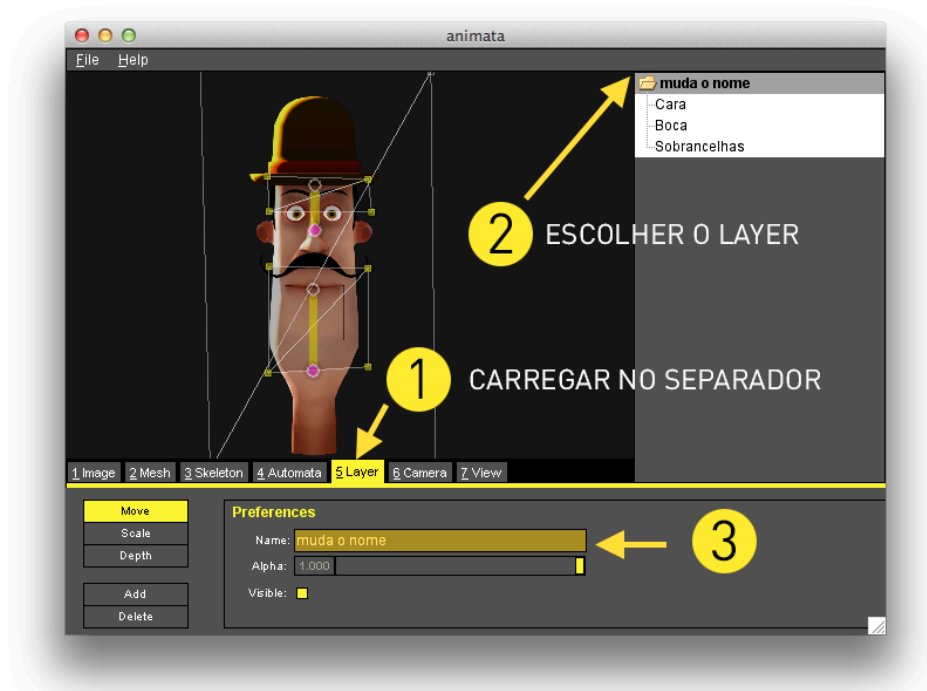 animata
File Help
muda o nome
Cara
Boca
Sobrancelhas
2 ESCOLHER O LAYER
1 CARREGAR NO SEPARADOR
1 Image 2 Mesh 3 Skeleton 4 Automata 5 Layer 6 Camera 7 View
Move
Scale
Depth
Add
Delete
Preferences
Name: muda o nome
Alpha: 1.000
Visible:
3